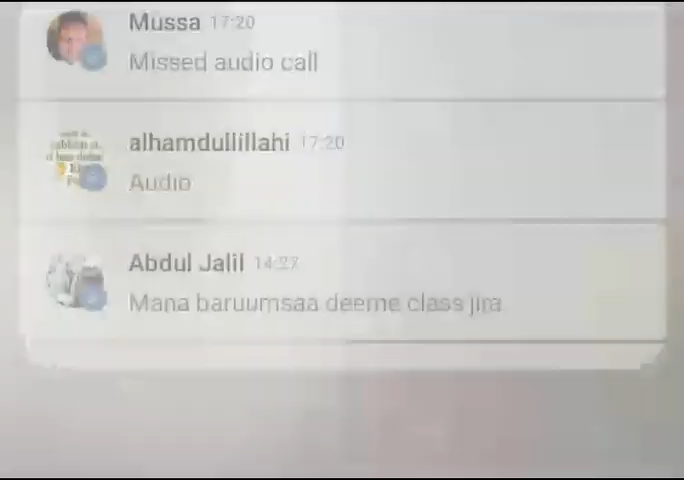 Mussa 17:20
Missed audio call
alhamdulillahi 17:20
Audio
Abdul Jalil 14:27
Mana baruumsaa deeme class jira